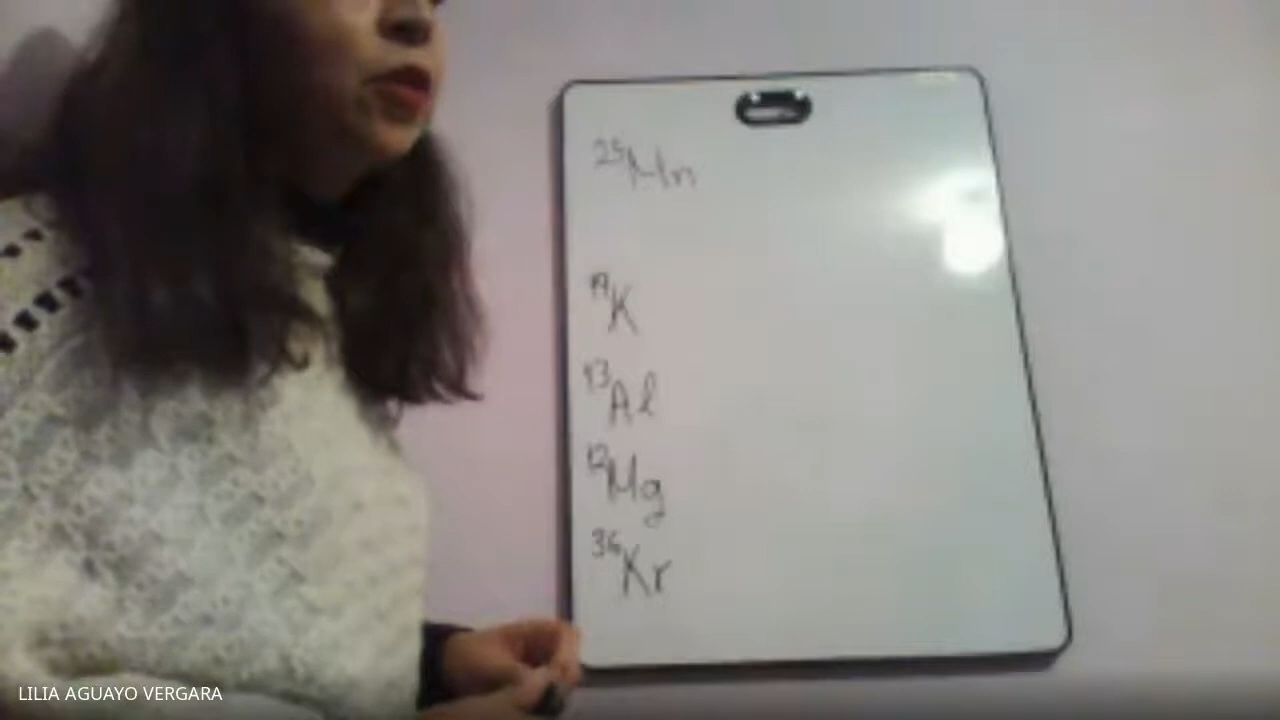 ²⁵Mn
¹⁹K
¹³Al
¹²Mg
³⁶Kr
LILIA AGUAYO VERGARA